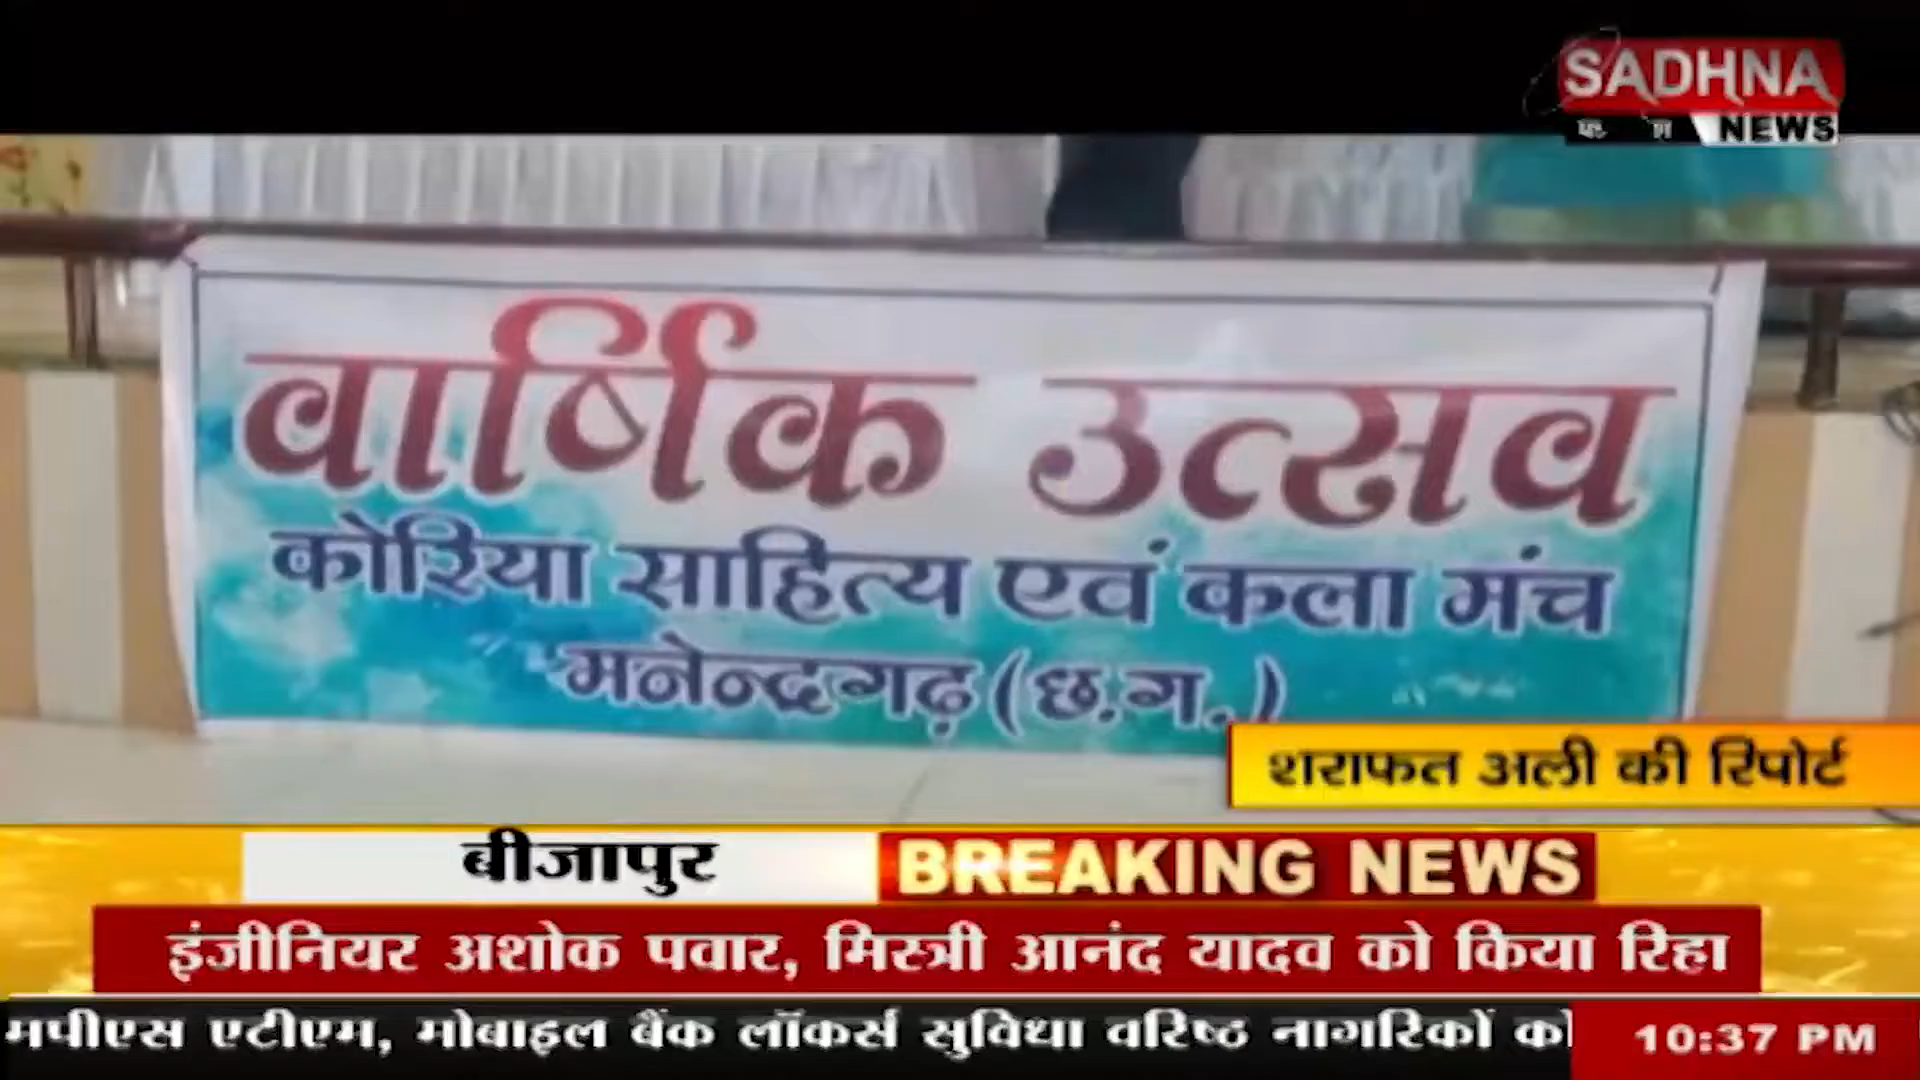 SADHNA
NEWS
वार्षिक उत्सव
कोरिया साहित्य एवं कला मंच
मनेन्द्रगढ़ (छ.ग.)
शराफत अली की रिपोर्ट
बीजापुर
BREAKING NEWS
इंजीनियर अशोक पवार, मिस्त्री आनंद यादव को किया रिहा
मपीएस एटीएम, मोबाइल बैंक लॉकर्स सुविधा वरिष्ठ नागरिकों को
10:37 PM